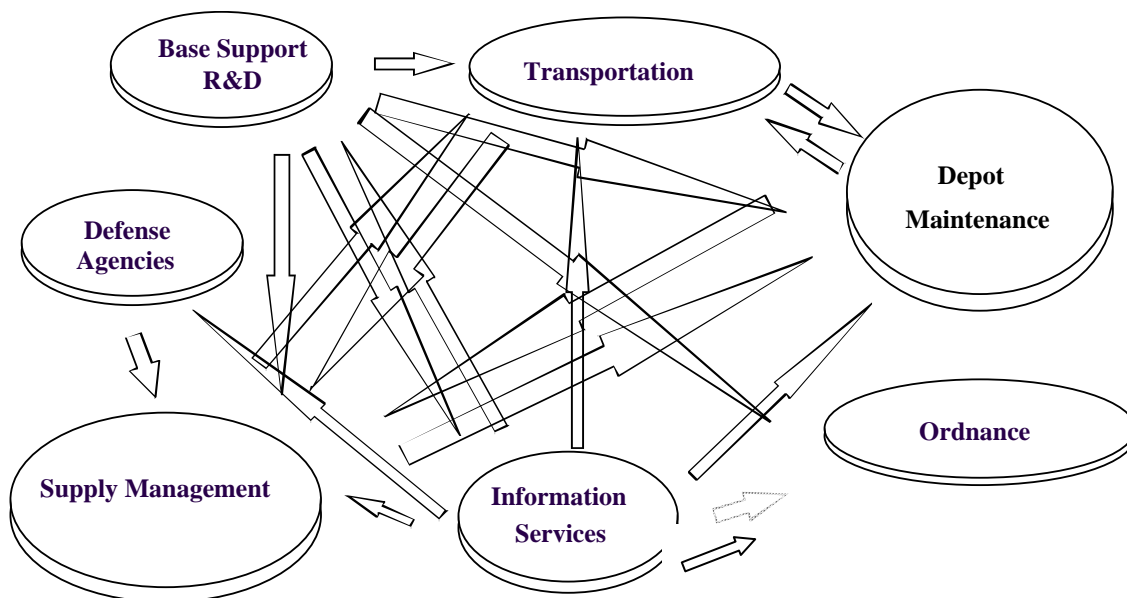 Base Support
R&D
Transportation
Depot
Maintenance
Defense
Agencies
Ordnance
Supply Management
Information
Services